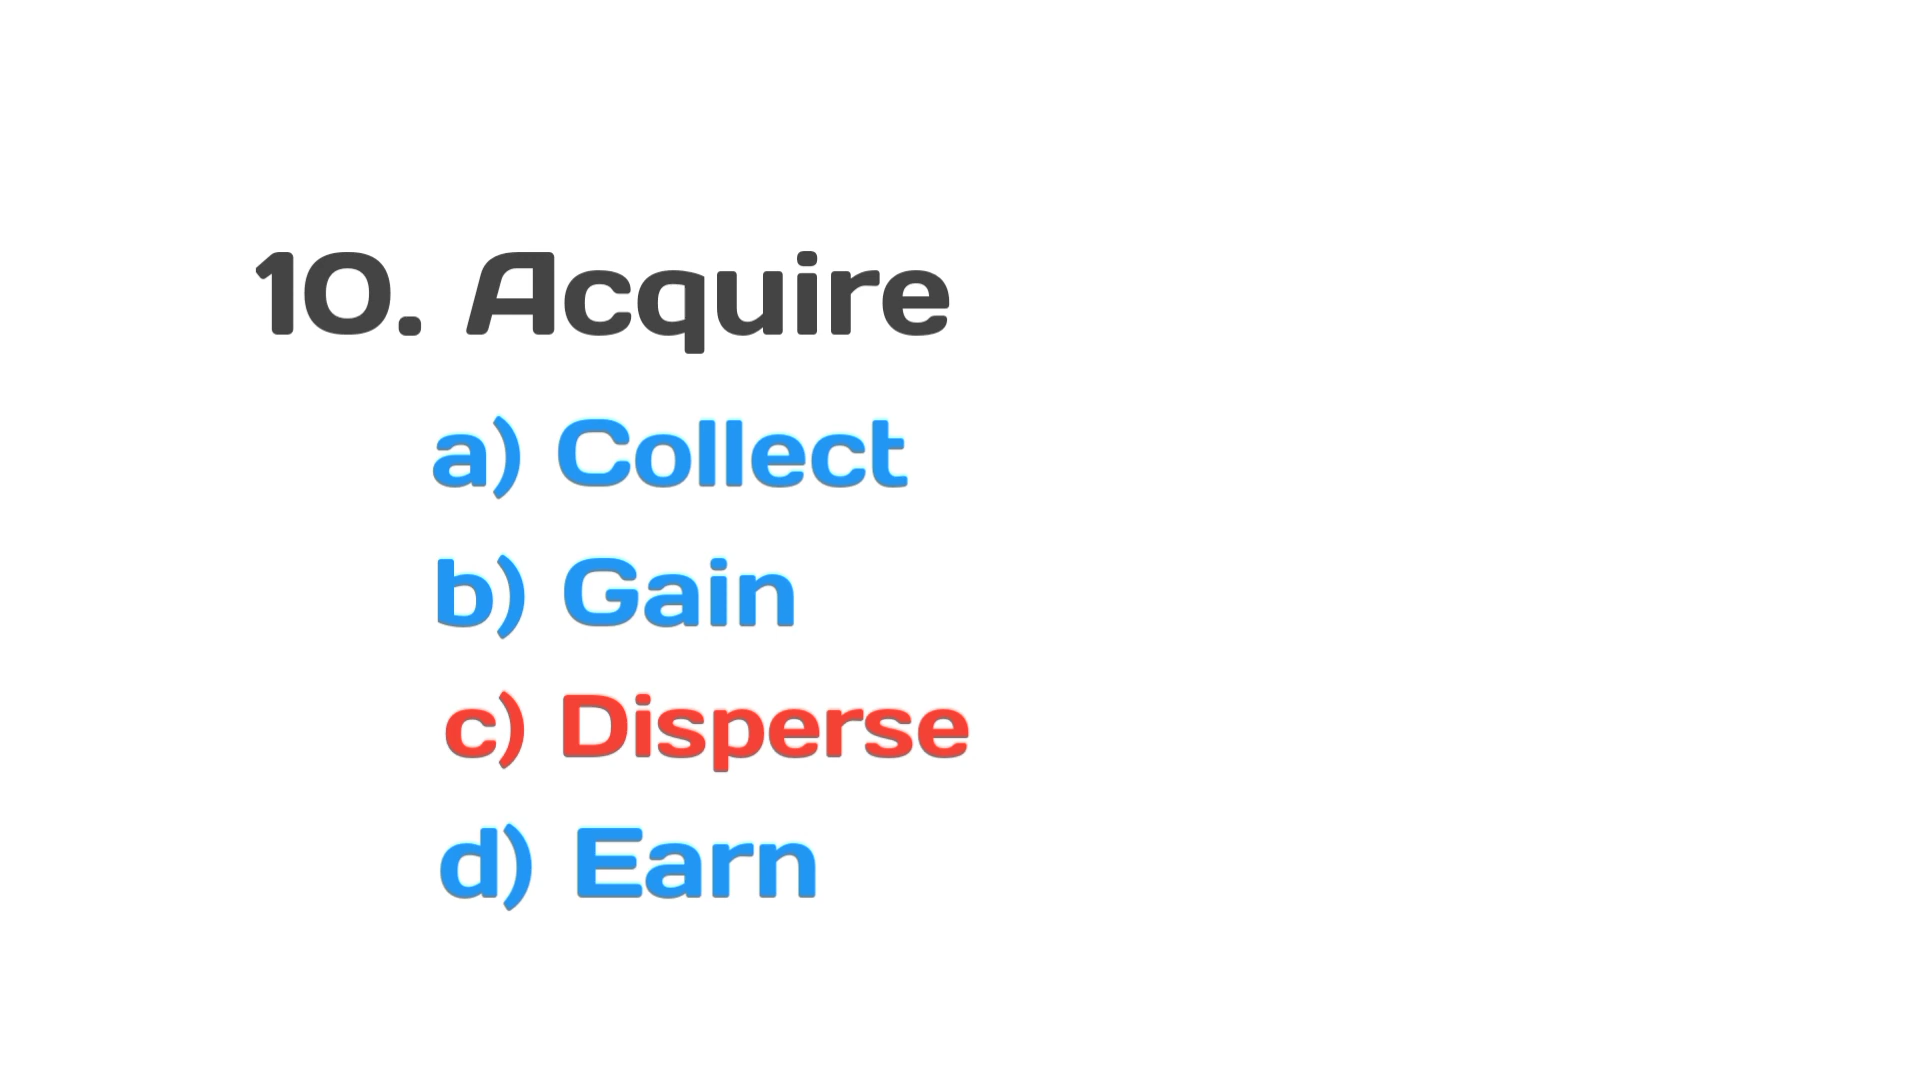 10. Acquire
a) Collect
b) Gain
c) Disperse
d) Earn